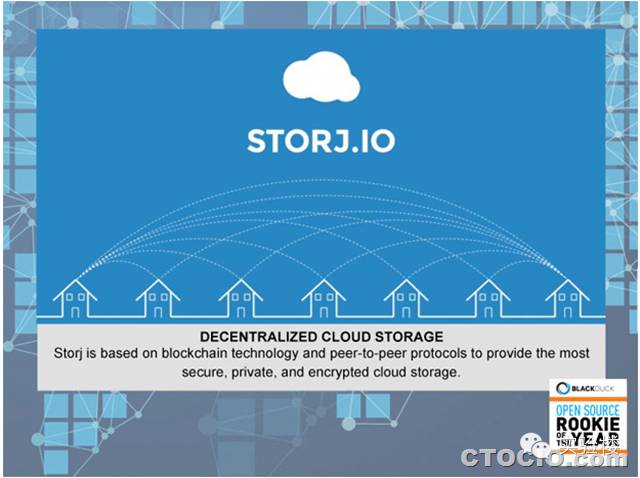 STORJ.IO
DECENTRALIZED CLOUD STORAGE
Storj is based on blockchain technology and peer-to-peer protocols to provide the most
secure, private, and encrypted cloud storage.
BLACKDUCK
OPEN SOURCE
ROOKIE
OF YEAR
CTOCIO.com